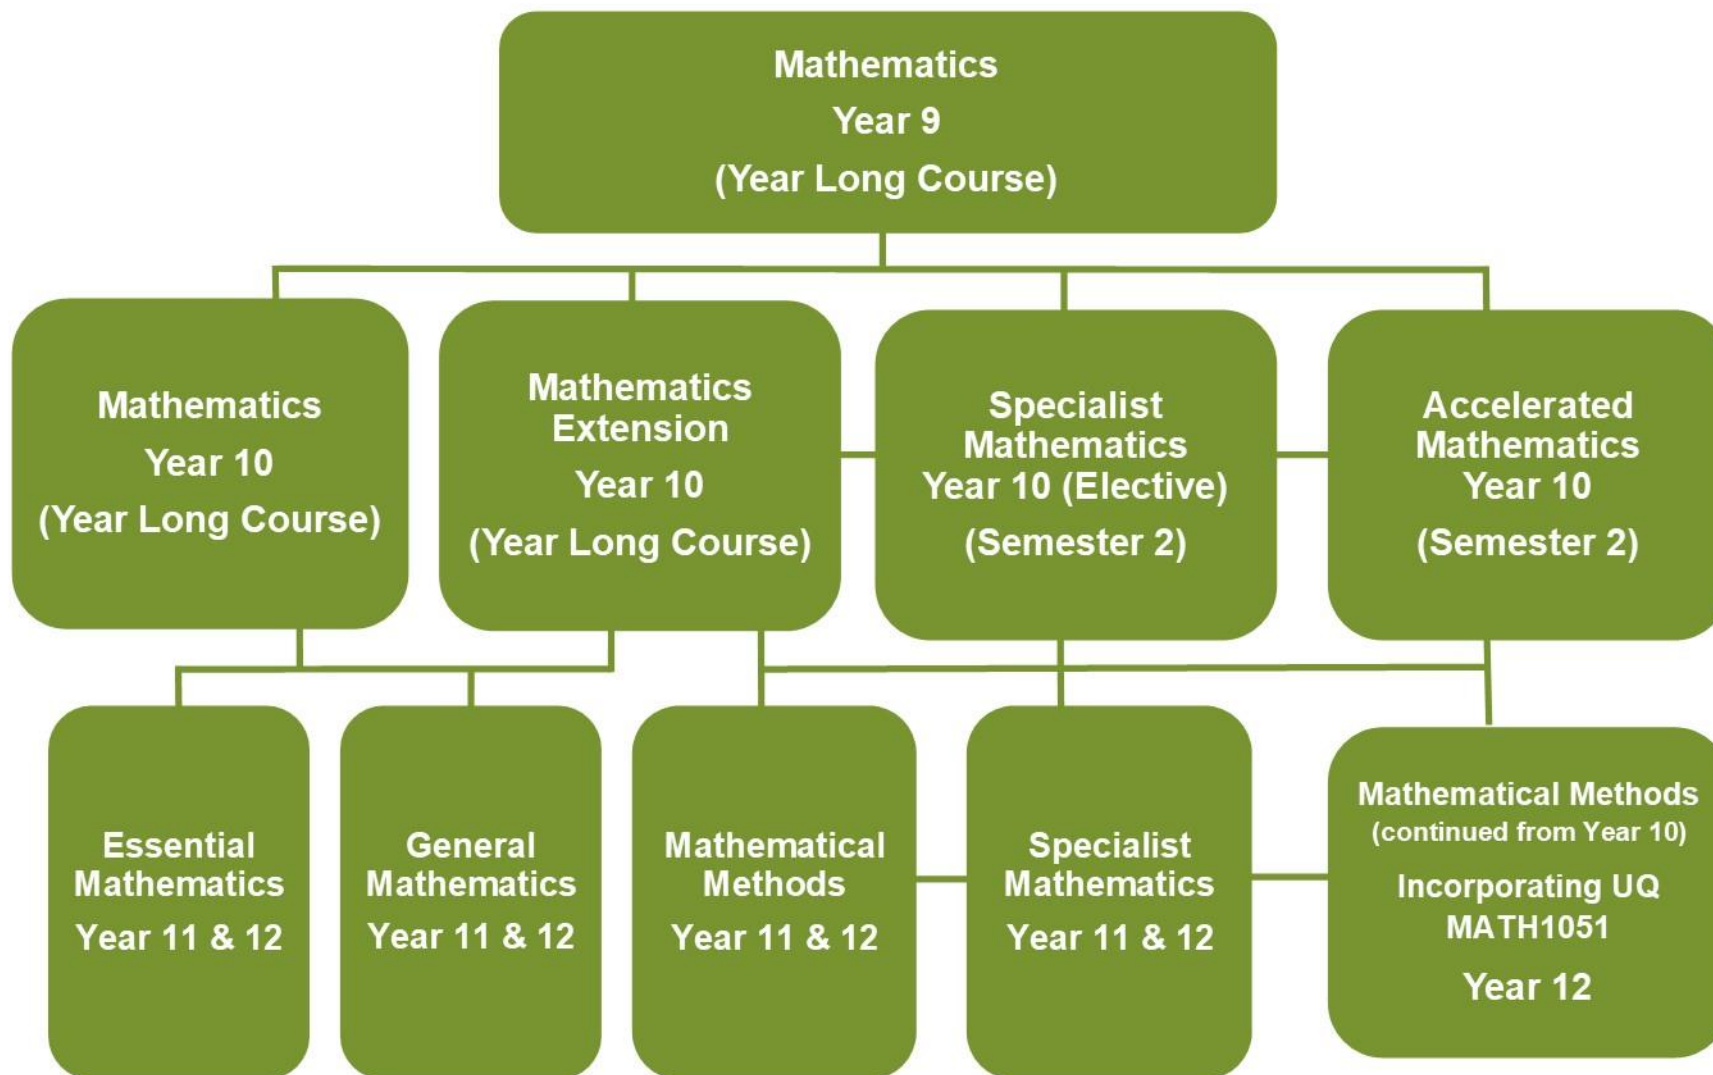 Mathematics
Year 9
(Year Long Course)
Mathematics
Year 10
(Year Long Course)
Mathematics
Extension
Year 10
(Year Long Course)
Specialist
Mathematics
Year 10 (Elective)
(Semester 2)
Accelerated
Mathematics
Year 10
(Semester 2)
Essential
Mathematics
Year 11 & 12
General
Mathematics
Year 11 & 12
Mathematical
Methods
Year 11 & 12
Specialist
Mathematics
Year 11 & 12
Mathematical Methods
(continued from Year 10)
Incorporating UQ
MATH1051
Year 12